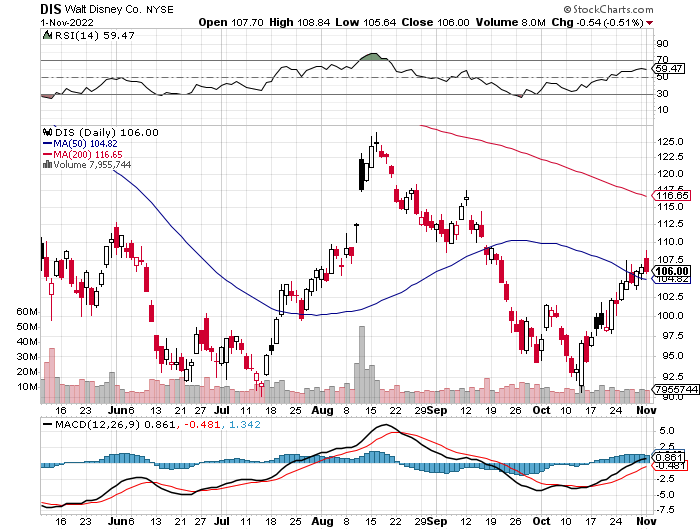 DIS Walt Disney Co. NYSE © StockCharts.com
1-Nov-2022 Open 107.70 High 108.84 Low 105.64 Close 106.00 Volume 8.0M Chg -0.54 (-0.51%)
RSI(14) 59.47
90
70
59.47
50
30
10
DIS (Daily) 106.00
MA(50) 104.82
MA(200) 116.65
Volume 7,955,744
125.0
122.5
120.0
117.5
116.65
115.0
112.5
110.0
107.5
106.00
104.82
102.5
100.0
97.5
95.0
92.5
90.0
7955744
60M
50M
40M
30M
20M
10M
16 23 Jun 6 13 21 27 Jul 11 18 25 Aug 8 15 22 29 Sep 12 19 26 Oct 10 17 24 Nov
MACD(12,26,9) 0.861, -0.481, 1.342
5.0
2.5
0.861
-0.481
-2.5
-5.0
-7.5
16 23 Jun 6 13 21 27 Jul 11 18 25 Aug 8 15 22 29 Sep 12 19 26 Oct 10 17 24 Nov